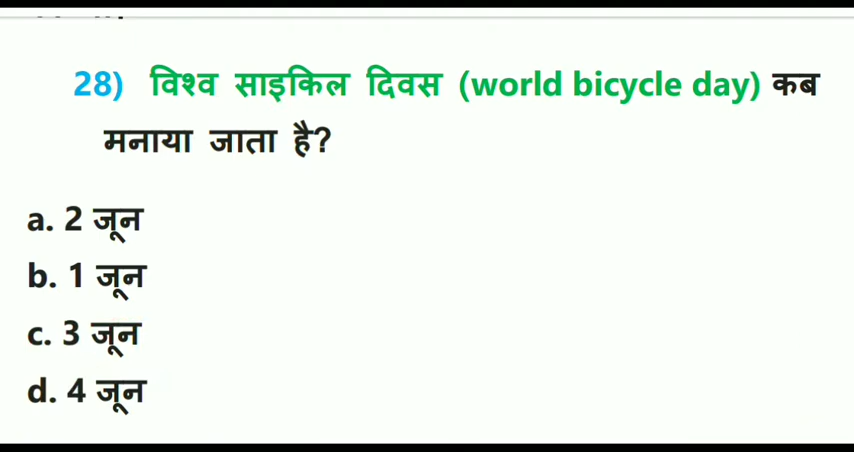 28) विश्व साइकिल दिवस (world bicycle day) कब
मनाया जाता है?
a. 2 जून
b. 1 जून
c. 3 जून
d. 4 जून